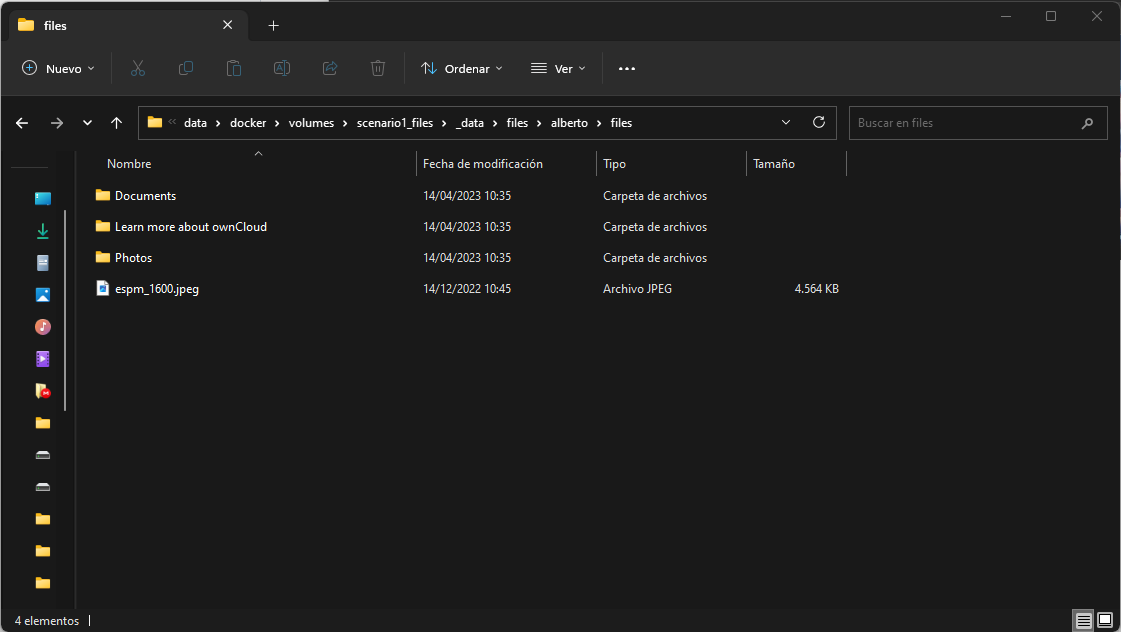 files
Nuevo Ordenar Ver
« data › docker › volumes › scenario1_files › _data › files › alberto › files Buscar en files
Nombre Fecha de modificación Tipo Tamaño
Documents 14/04/2023 10:35 Carpeta de archivos
Learn more about ownCloud 14/04/2023 10:35 Carpeta de archivos
Photos 14/04/2023 10:35 Carpeta de archivos
espm_1600.jpeg 14/12/2022 10:45 Archivo JPEG 4.564 KB
4 elementos